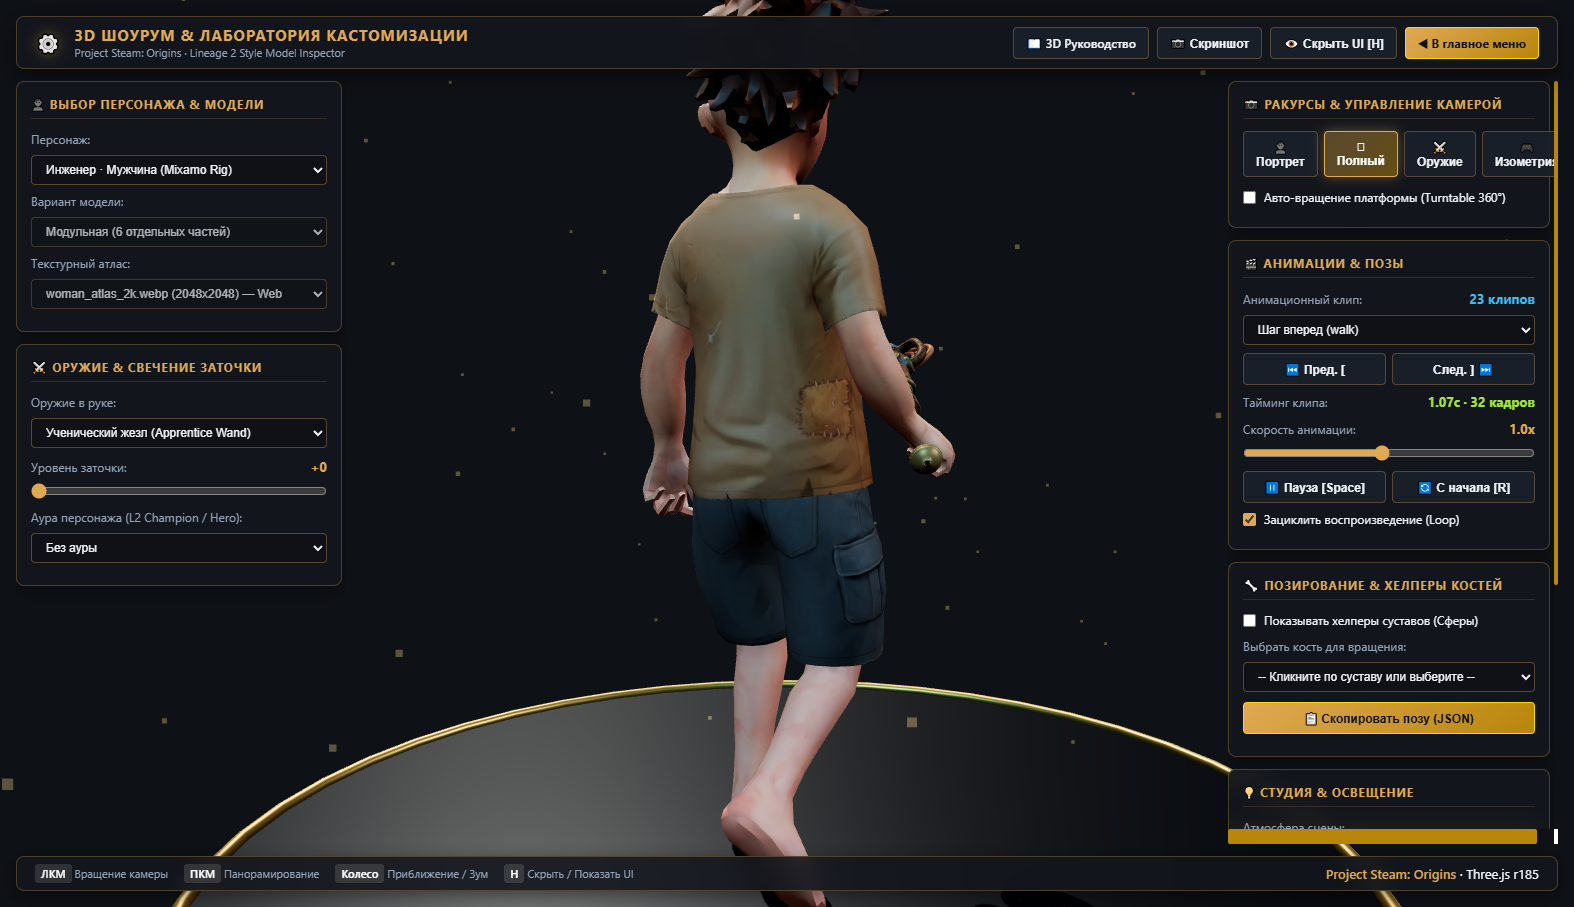 3D ШОУРУМ & ЛАБОРАТОРИЯ КАСТОМИЗАЦИИ
Project Steam: Origins · Lineage 2 Style Model Inspector
3D Руководство
Скриншот
Скрыть UI [H]
◀ В главное меню
ВЫБОР ПЕРСОНАЖА & МОДЕЛИ
Персонаж:
Инженер · Мужчина (Mixamo Rig)
Вариант модели:
Модульная (6 отдельных частей)
Текстурный атлас:
woman_atlas_2k.webp (2048x2048) — Web
ОРУЖИЕ & СВЕЧЕНИЕ ЗАТОЧКИ
Оружие в руке:
Ученический жезл (Apprentice Wand)
Уровень заточки: +0
Аура персонажа (L2 Champion / Hero):
Без ауры
РАКУРСЫ & УПРАВЛЕНИЕ КАМЕРОЙ
Портрет
Полный
Оружие
Изометрия
Авто-вращение платформы (Turntable 360°)
АНИМАЦИИ & ПОЗЫ
Анимационный клип: 23 клипов
Шаг вперед (walk)
Пред. [
След. ]
Тайминг клипа: 1.07с · 32 кадров
Скорость анимации: 1.0x
Пауза [Space]
С начала [R]
Зациклить воспроизведение (Loop)
ПОЗИРОВАНИЕ & ХЕЛПЕРЫ КОСТЕЙ
Показывать хелперы суставов (Сферы)
Выбрать кость для вращения:
-- Кликните по суставу или выберите --
Скопировать позу (JSON)
СТУДИЯ & ОСВЕЩЕНИЕ
Атмосфера сцены:
ЛКМ Вращение камеры ПКМ Панорамирование Колесо Приближение / Зум H Скрыть / Показать UI
Project Steam: Origins · Three.js r185